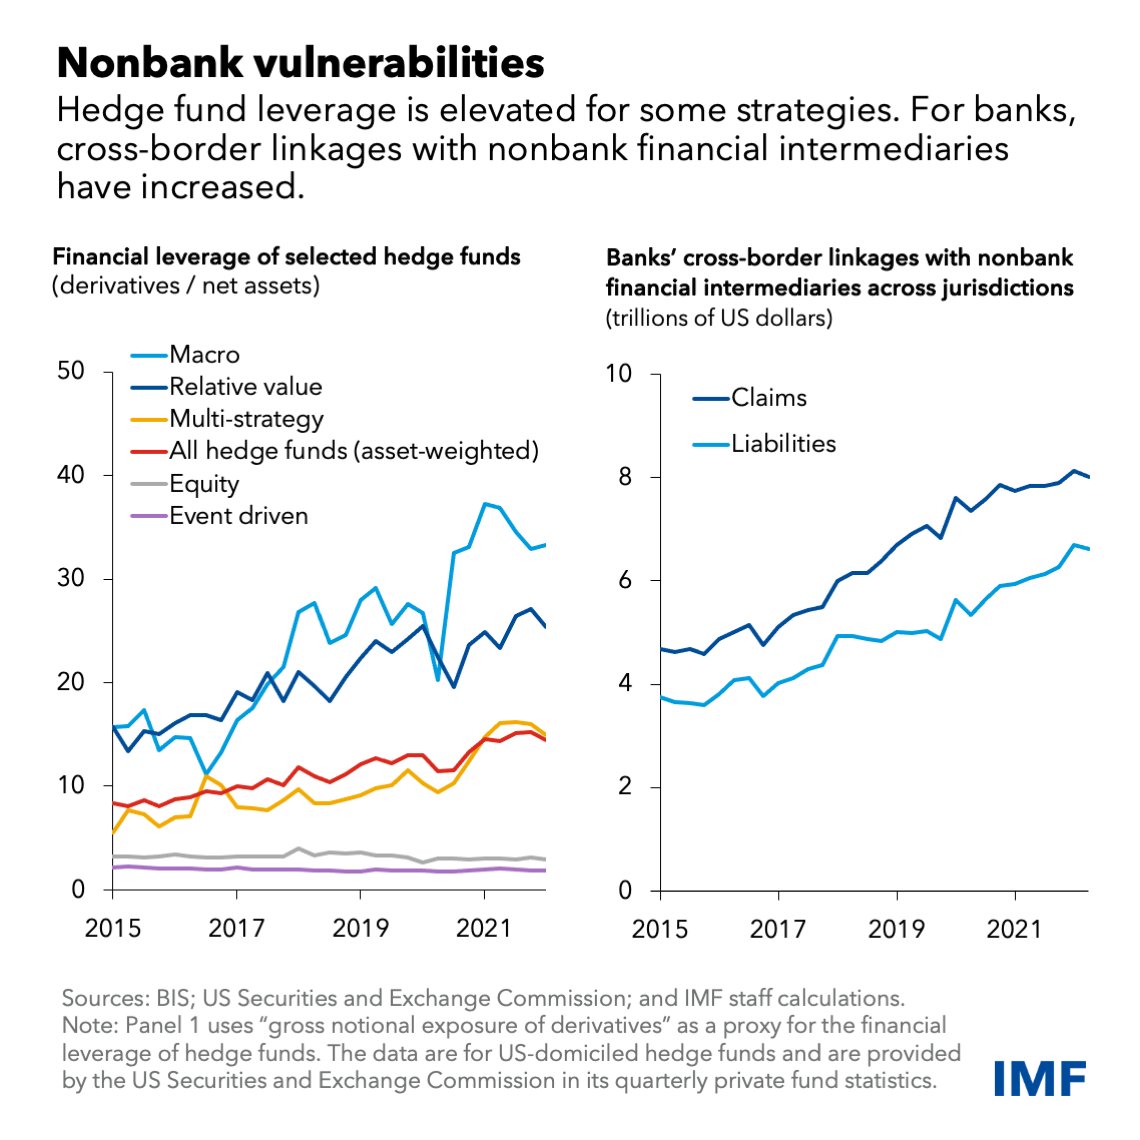 Nonbank vulnerabilities
Hedge fund leverage is elevated for some strategies. For banks,
cross-border linkages with nonbank financial intermediaries
have increased.
Financial leverage of selected hedge funds
(derivatives / net assets)
Macro
Relative value
Multi-strategy
All hedge funds (asset-weighted)
Equity
Event driven
50
40
30
20
10
0
2015
2017
2019
2021
Banks’ cross-border linkages with nonbank
financial intermediaries across jurisdictions
(trillions of US dollars)
Claims
Liabilities
10
8
6
4
2
0
2015
2017
2019
2021
Sources: BIS; US Securities and Exchange Commission; and IMF staff calculations.
Note: Panel 1 uses “gross notional exposure of derivatives” as a proxy for the financial
leverage of hedge funds. The data are for US-domiciled hedge funds and are provided
by the US Securities and Exchange Commission in its quarterly private fund statistics.
IMF